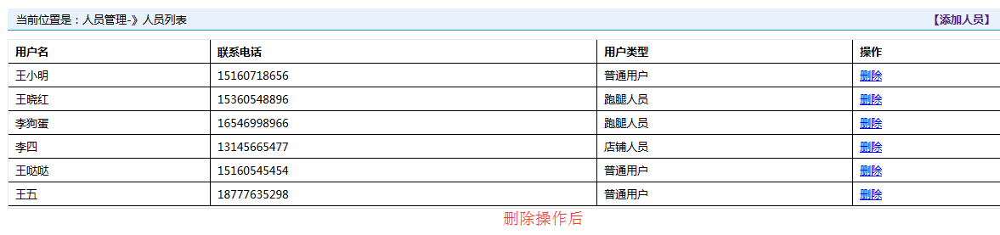 当前位置是：人员管理-》人员列表 【添加人员】
用户名 联系电话 用户类型 操作
王小明 15160718656 普通用户 删除
王晓红 15360548896 跑腿人员 删除
李狗蛋 16546998966 跑腿人员 删除
李四 13145665477 店铺人员 删除
王哒哒 15160545454 普通用户 删除
王五 18777635298 普通用户 删除
删除操作后